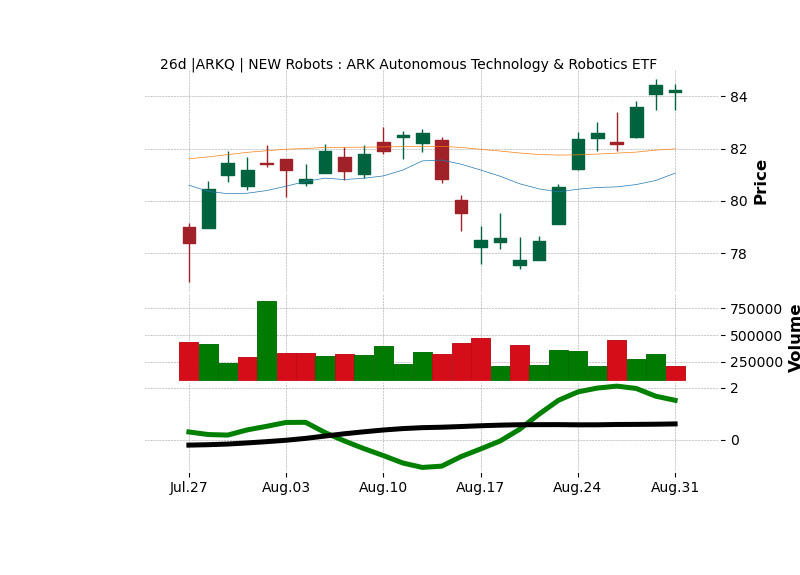 26d |ARKQ | NEW Robots : ARK Autonomous Technology & Robotics ETF
84
82
80
78
Price
750000
500000
250000
Volume
2
0
Jul.27 Aug.03 Aug.10 Aug.17 Aug.24 Aug.31